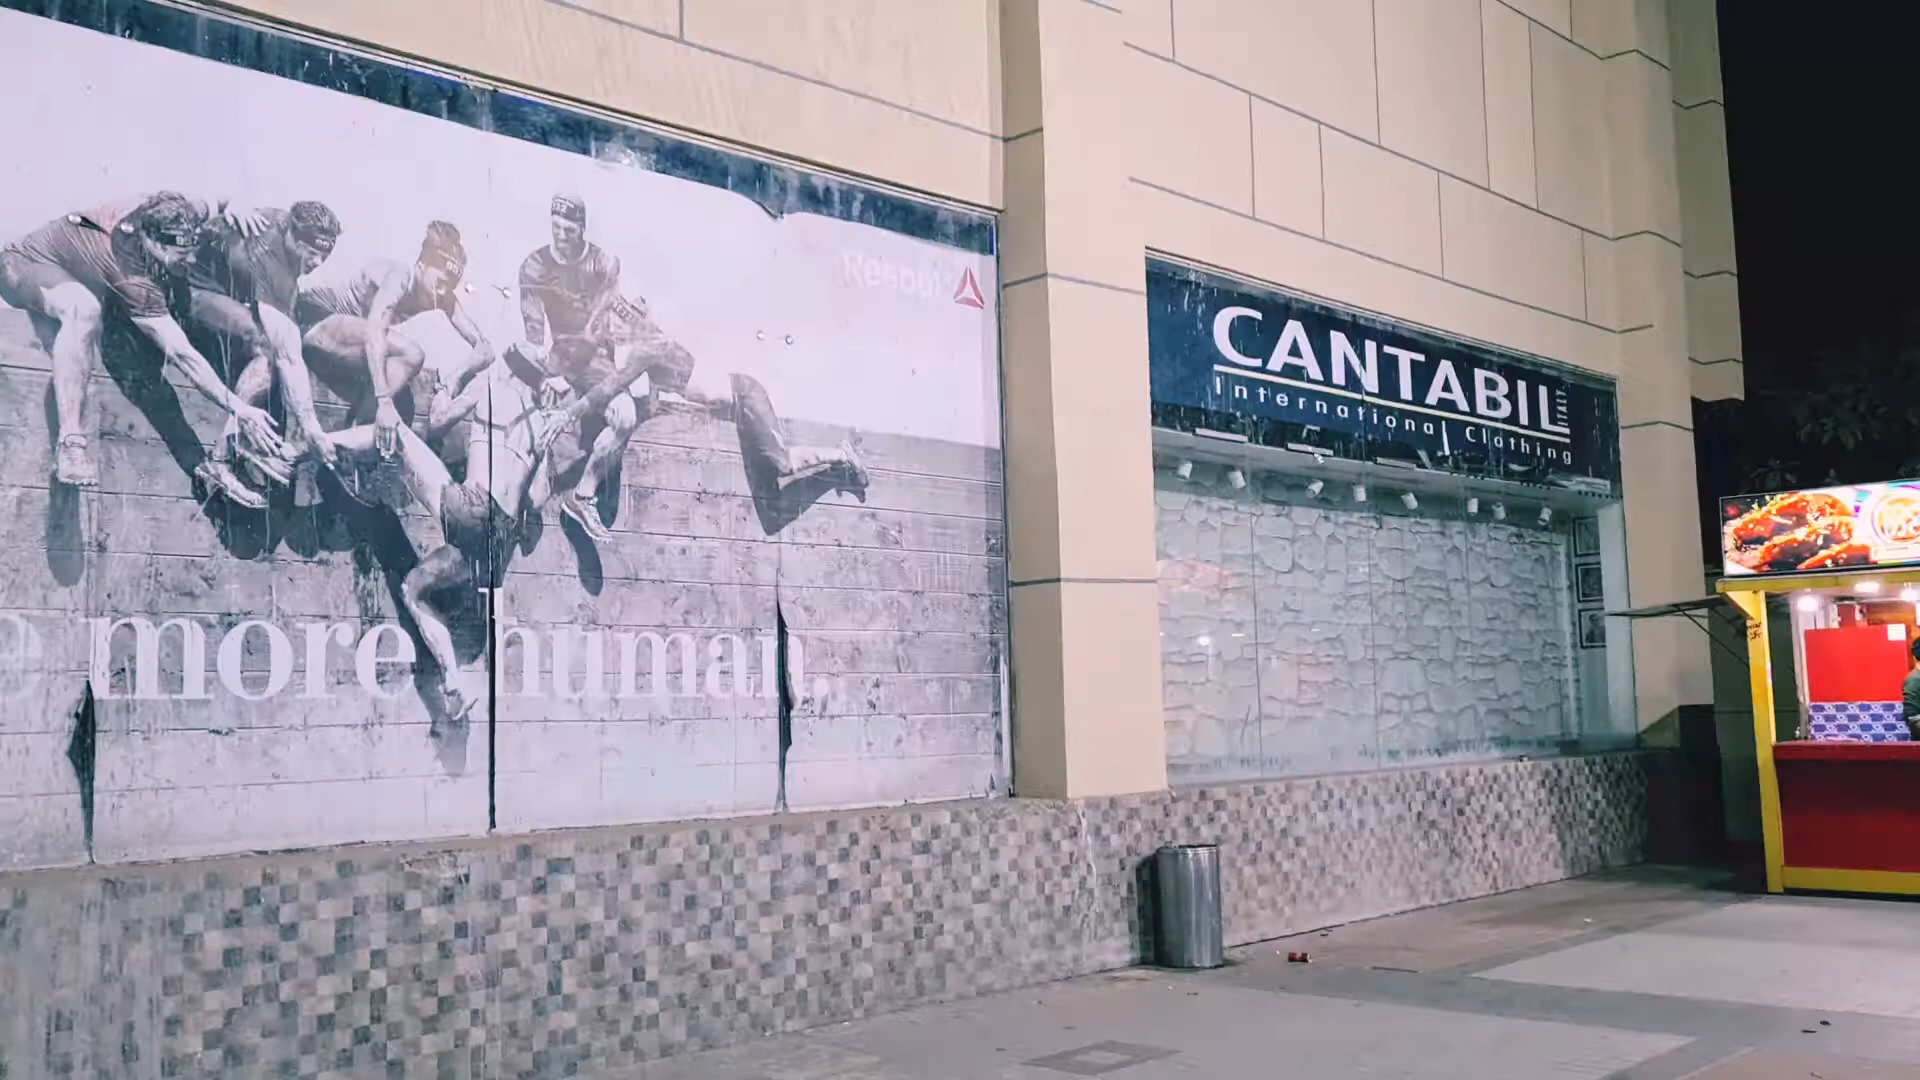 Reebok
more human.
CANTABIL
ITALY
International Clothing